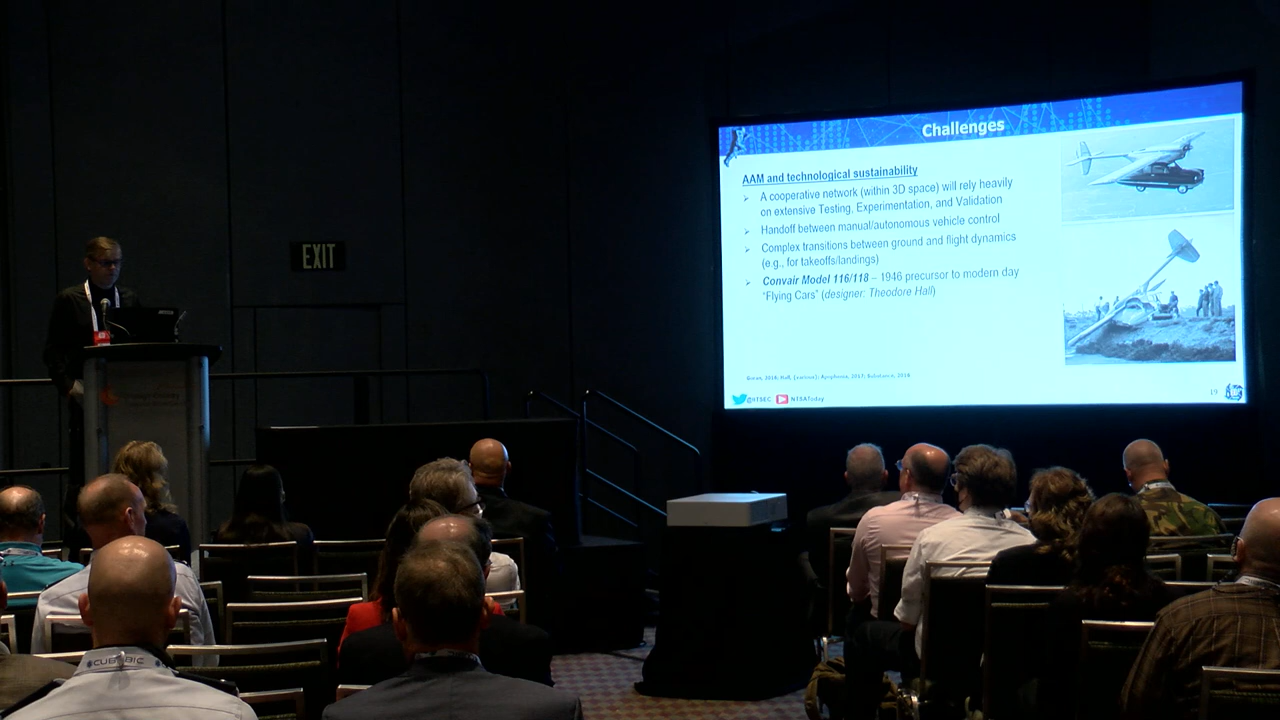 Challenges
AAM and technological sustainability
A cooperative network (within 3D space) will rely heavily
on extensive Testing, Experimentation, and Validation
Handoff between manual/autonomous vehicle control
Complex transitions between ground and flight dynamics
(e.g., for takeoffs/landings)
Convair Model 116/118 – 1946 precursor to modern day
"Flying Cars" (designer: Theodore Hall)
@IITSEC NTSAToday
19
EXIT
CUBIC